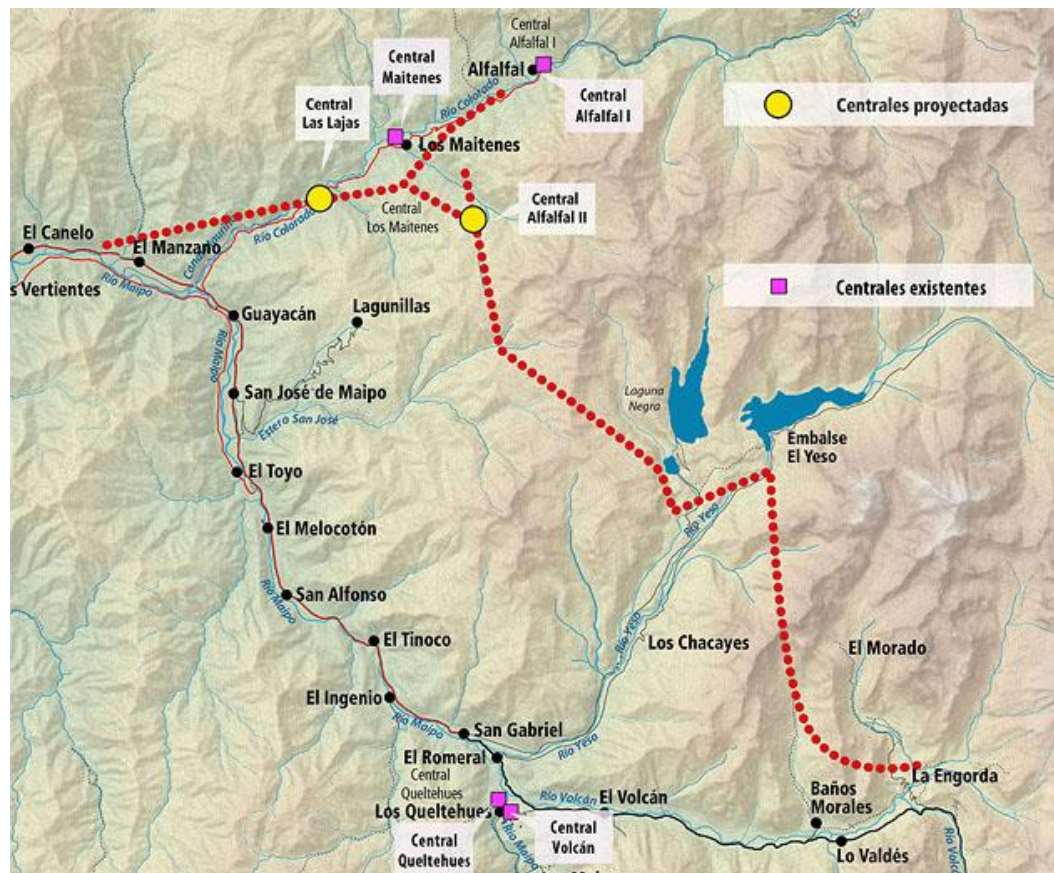 Central
Alfalfal I
Central
Maitenes
Alfalfal
Río Colorado
Central
Alfalfal I
Centrales proyectadas
Central
Las Lajas
Los Maitenes
Central
Alfalfal II
Central
Los Maitenes
El Canelo
El Manzano
Río Colorado
s Vertientes
Río Maipo
Centrales existentes
Guayacán
Lagunillas
Río Maipo
San José de Maipo
Estero San José
Laguna
Negra
Embalse
El Yeso
El Toyo
Río Yeso
El Melocotón
San Alfonso
Río Maipo
El Tinoco
Río Yeso
Los Chacayes
El Morado
El Ingenio
Río Maipo
San Gabriel
Río Yeso
El Romeral
Central
Queltehues
La Engorda
Río Volcán
El Volcán
Baños
Morales
Los Queltehues
Central
Queltehues
Central
Volcán
Río Maipo
Lo Valdés
Río Volc